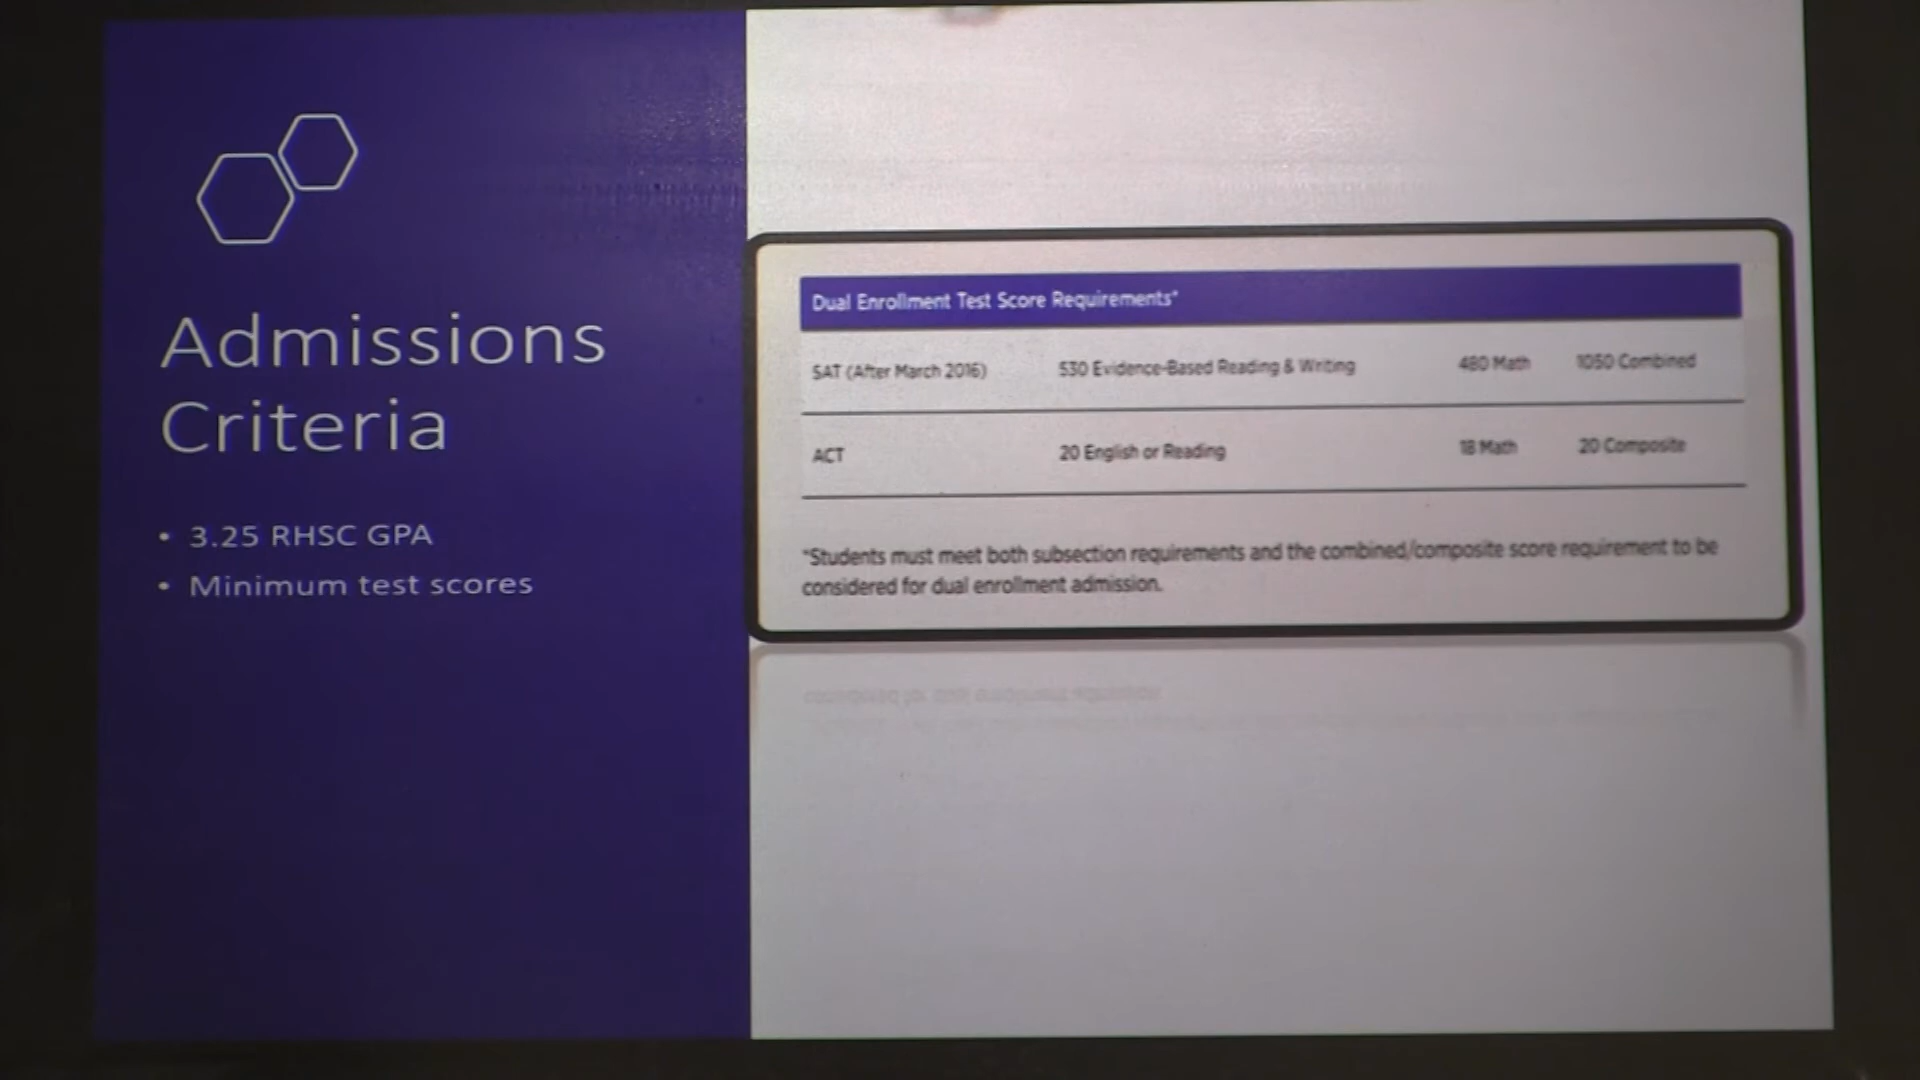 Admissions
Criteria
• 3.25 RHSC GPA
• Minimum test scores
Dual Enrollment Test Score Requirements*
SAT (After March 2016) 530 Evidence-Based Reading & Writing 480 Math 1050 Combined
ACT 20 English or Reading 18 Math 20 Composite
*Students must meet both subsection requirements and the combined/composite score requirement to be
considered for dual enrollment admission.